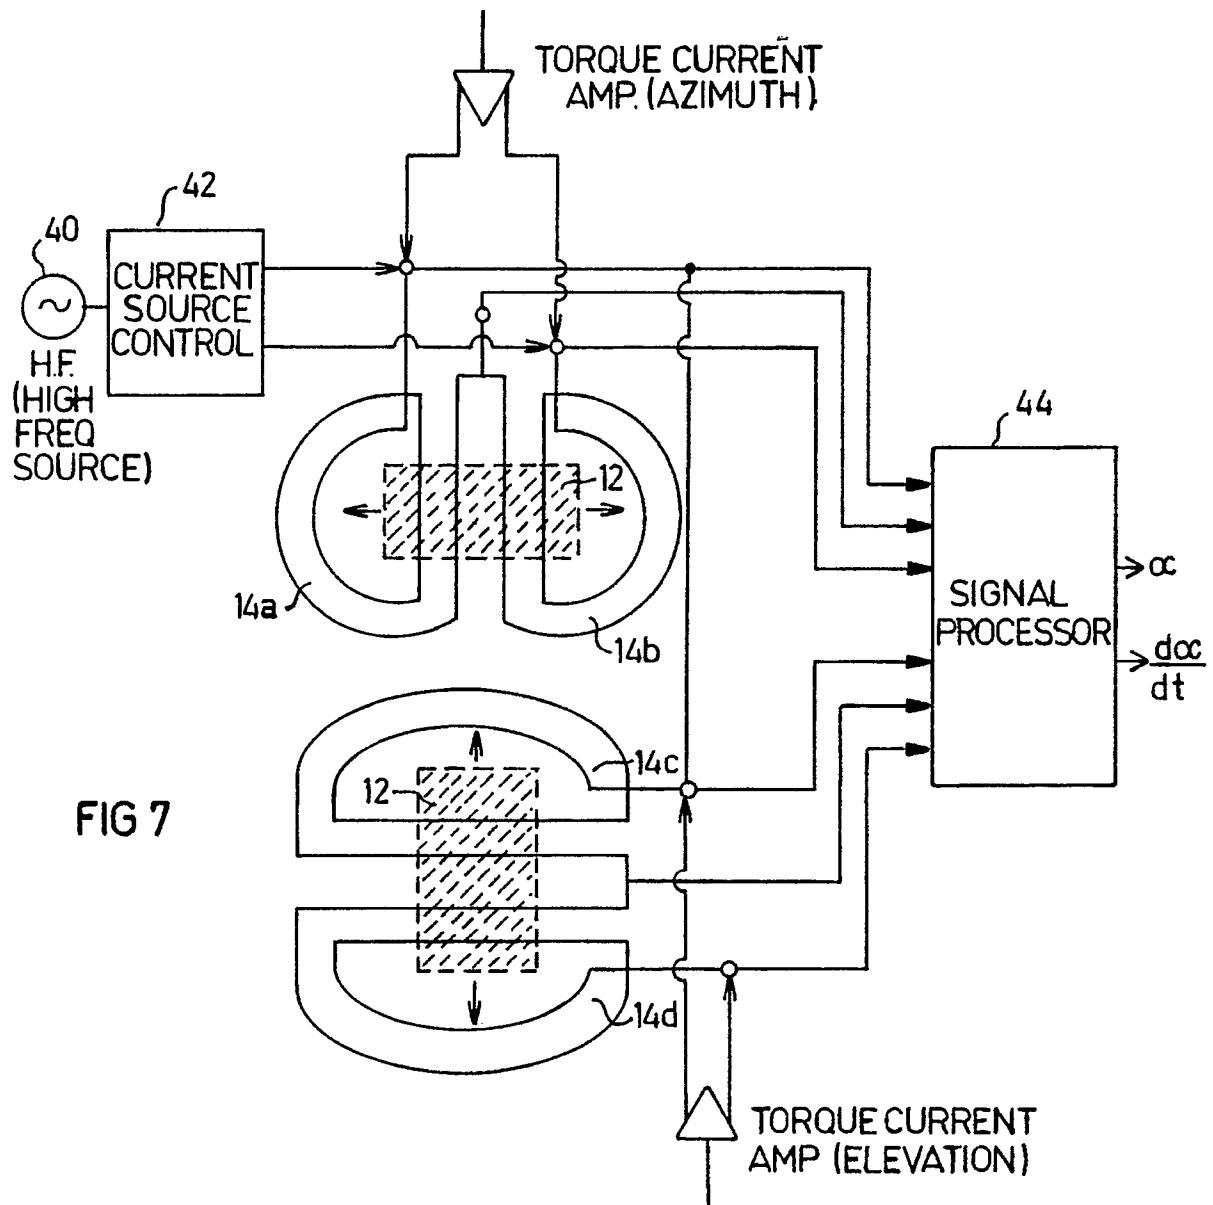 TORQUE CURRENT
AMP. (AZIMUTH)
42
40
CURRENT
SOURCE
CONTROL
H.F.
(HIGH
FREQ
SOURCE)
44
12
14a
14b
SIGNAL
PROCESSOR
α
dα
dt
14c
12
FIG 7
14d
TORQUE CURRENT
AMP (ELEVATION)